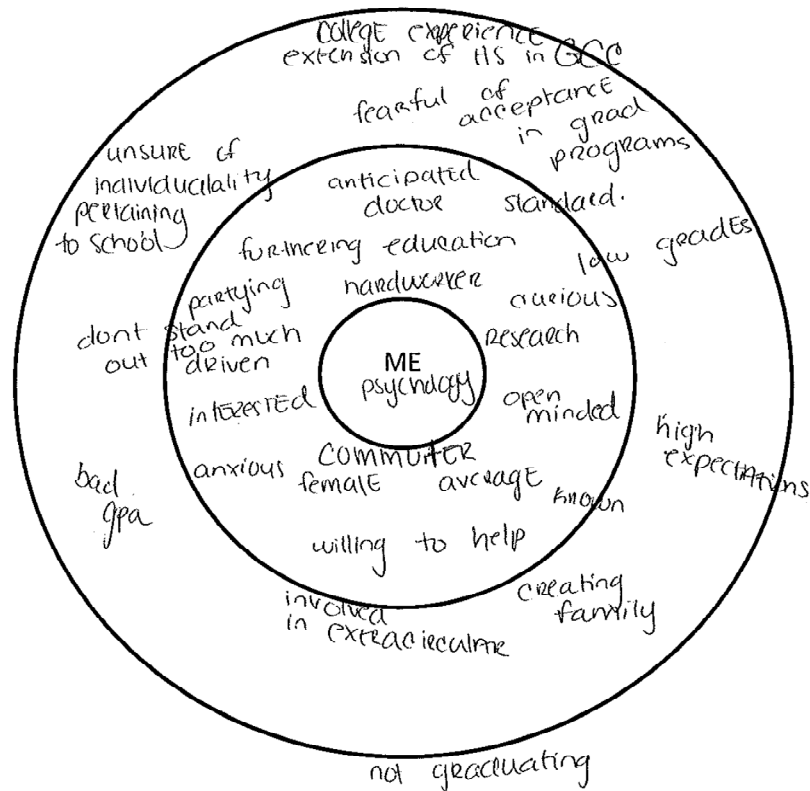 college experience
extension of HS in GCC
fearful of
acceptance
in grad
programs
unsure of
individuality
pertaining
to school
anticipated
doctor
standard.
furthering education
low grades
partying
hardworker
curious
dont stand
out too much
driven
research
ME
psychology
interested
open
minded
high
expectations
commuter
anxious
female
average
known
bad
gpa
willing to help
creating
family
involved
in extraciricular
not graduating